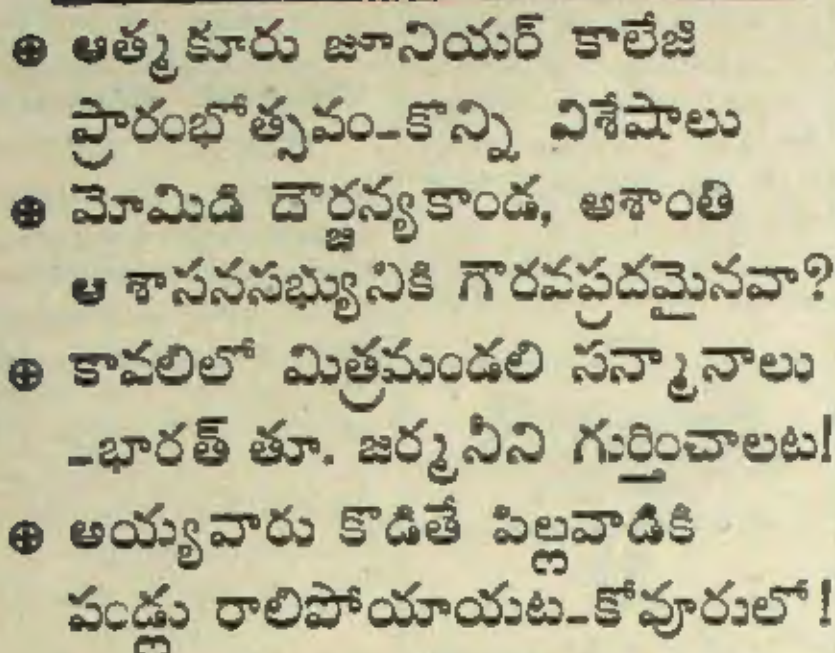 ⊕ ఆత్మకూరు జూనియర్ కాలేజి
ప్రారంభోత్సవం-కొన్ని విశేషాలు
⊕ మోమిడి దౌర్జన్యకాండ, అశాంతి
ఆ శాసనసభ్యునికి గౌరవప్రదమైనవా?
⊕ కావలిలో మిత్రమండలి సన్మానాలు
-భారత్ తూ. జర్మనీని గుర్తించాలట!
⊕ అయ్యవారు కొడితే పిల్లవాడికి
పండ్లు రాలిపోయాయట-కోవూరులో!